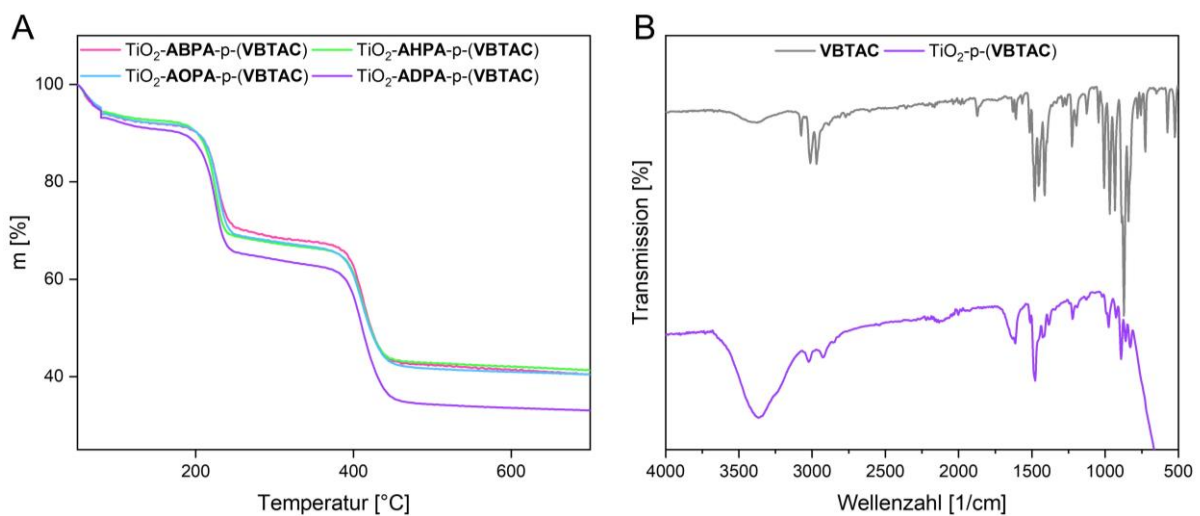 A
TiO₂-ABPA-p-(VBTAC) TiO₂-AHPA-p-(VBTAC)
TiO₂-AOPA-p-(VBTAC) TiO₂-ADPA-p-(VBTAC)
100
80
60
40
m [%]
200 400 600
Temperatur [°C]
B
VBTAC TiO₂-p-(VBTAC)
Transmission [%]
4000 3500 3000 2500 2000 1500 1000 500
Wellenzahl [1/cm]